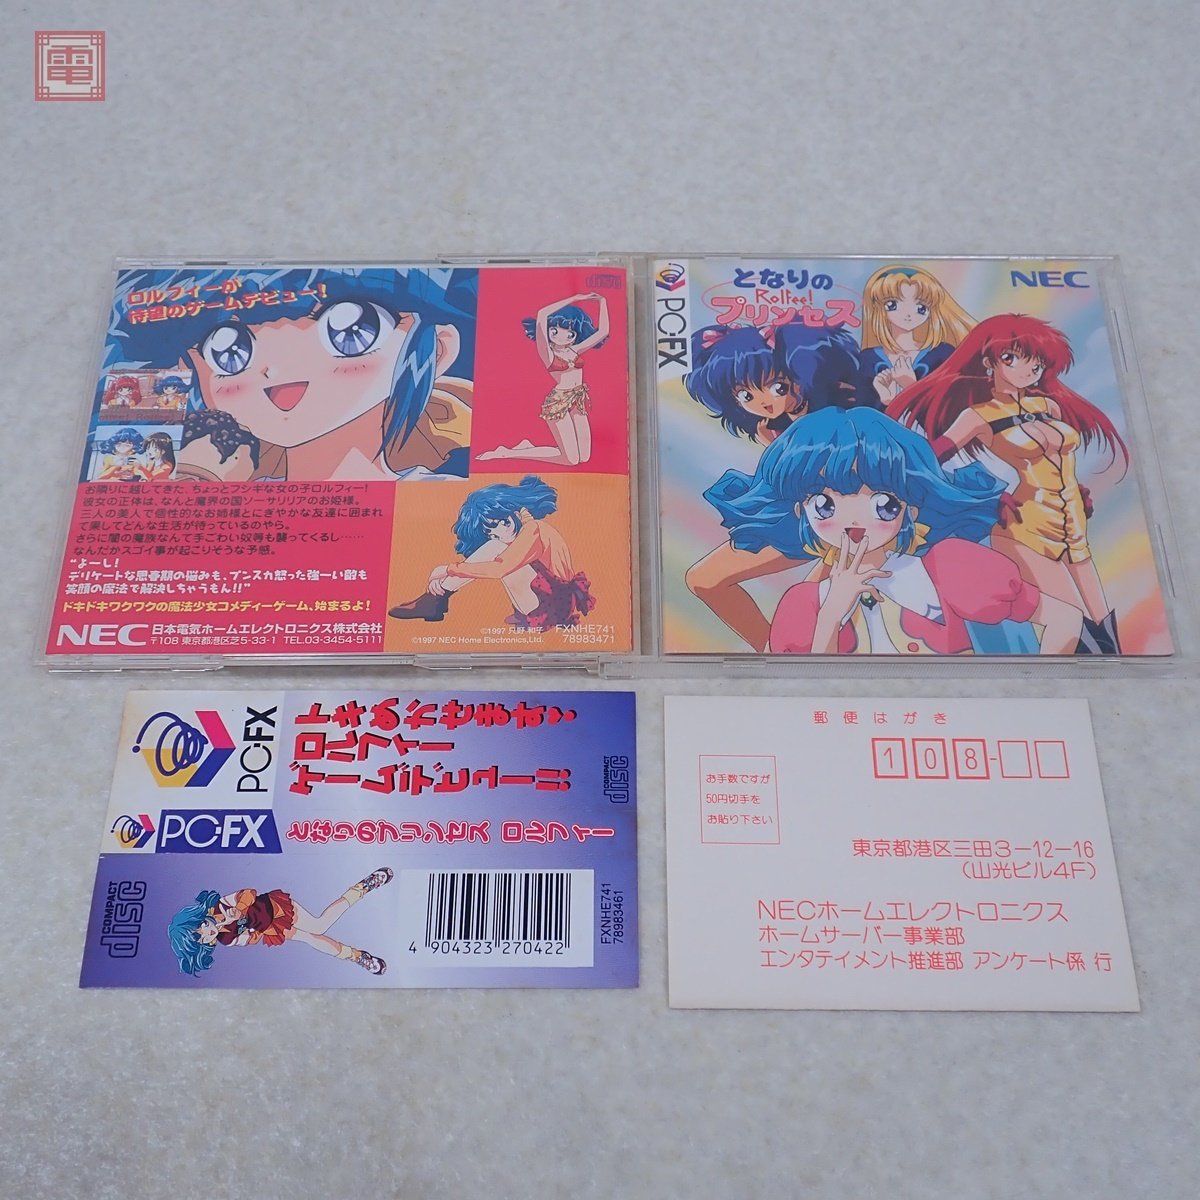 電
ロルフィーが
待望のゲームデビュー!
COMPACT
disc
お隣りに越してきた、ちょっとフシギな女の子ロルフィー!
彼女の正体は、なんと魔界の国ソーサリリアのお姫様。
三人の美人で個性的なお姉様とにぎやかな友達に囲まれ
て果してどんな生活が待っているのやら。
さらに闇の魔族なんて手ごわい奴等も襲ってくるし……
なんだかスゴイ事が起こりそうな予感。
"よーし!
デリケートな思春期の悩みも、プンスカ怒った強ーい敵も
笑顔の魔法で解決しちゃうもん!!"
ドキドキワクワクの魔法少女コメディーゲーム、始まるよ!
NEC 日本電気ホームエレクトロニクス株式会社
〒108 東京都港区芝5-33-1 TEL.03-3454-5111
©1997 只野 和子
©1997 NEC Home Electronics,Ltd.
FXNHE741
78983471
PC-FX
となりの
Rolfee!
プリンセス
NEC
PC-FX
トキめかせます♥
ロルフィー
ゲームデビュー!!
COMPACT
disc
PC-FX
となりのプリンセス ロルフィー
COMPACT
disc
4 904323 270422
FXNHE741
78983461
郵便はがき
108-
お手数ですが
50円切手を
お貼り下さい
東京都港区三田3-12-16
(山光ビル4F)
NECホームエレクトロニクス
ホームサーバー事業部
エンタテイメント推進部 アンケート係 行